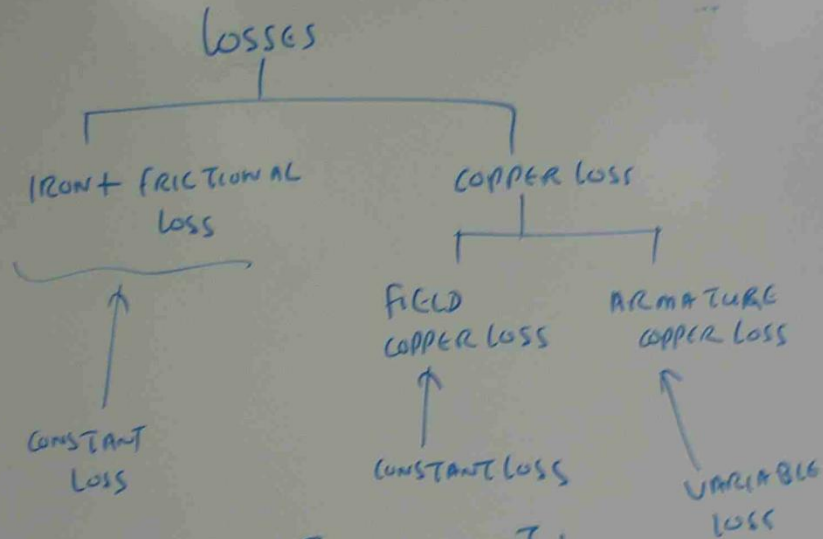 LOSSES
IRON + FRICTIONAL
LOSS
COPPER LOSS
FIELD
COPPER LOSS
ARMATURE
COPPER LOSS
CONSTANT
LOSS
CONSTANT LOSS
VARIABLE
LOSS